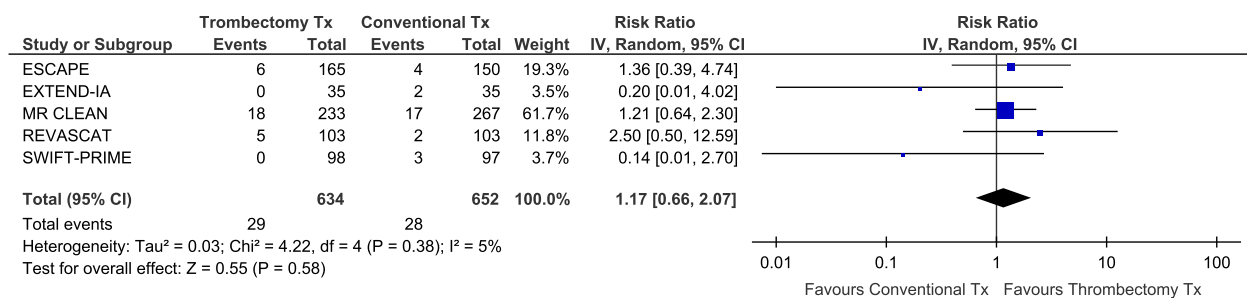 Trombectomy Tx Conventional Tx Risk Ratio Risk Ratio
Study or Subgroup Events Total Events Total Weight IV, Random, 95% CI IV, Random, 95% CI
ESCAPE 6 165 4 150 19.3% 1.36 [0.39, 4.74]
EXTEND-IA 0 35 2 35 3.5% 0.20 [0.01, 4.02]
MR CLEAN 18 233 17 267 61.7% 1.21 [0.64, 2.30]
REVASCAT 5 103 2 103 11.8% 2.50 [0.50, 12.59]
SWIFT-PRIME 0 98 3 97 3.7% 0.14 [0.01, 2.70]
Total (95% CI) 634 652 100.0% 1.17 [0.66, 2.07]
Total events 29 28
Heterogeneity: Tau² = 0.03; Chi² = 4.22, df = 4 (P = 0.38); I² = 5%
Test for overall effect: Z = 0.55 (P = 0.58)
0.01 0.1 1 10 100
Favours Conventional Tx Favours Thrombectomy Tx